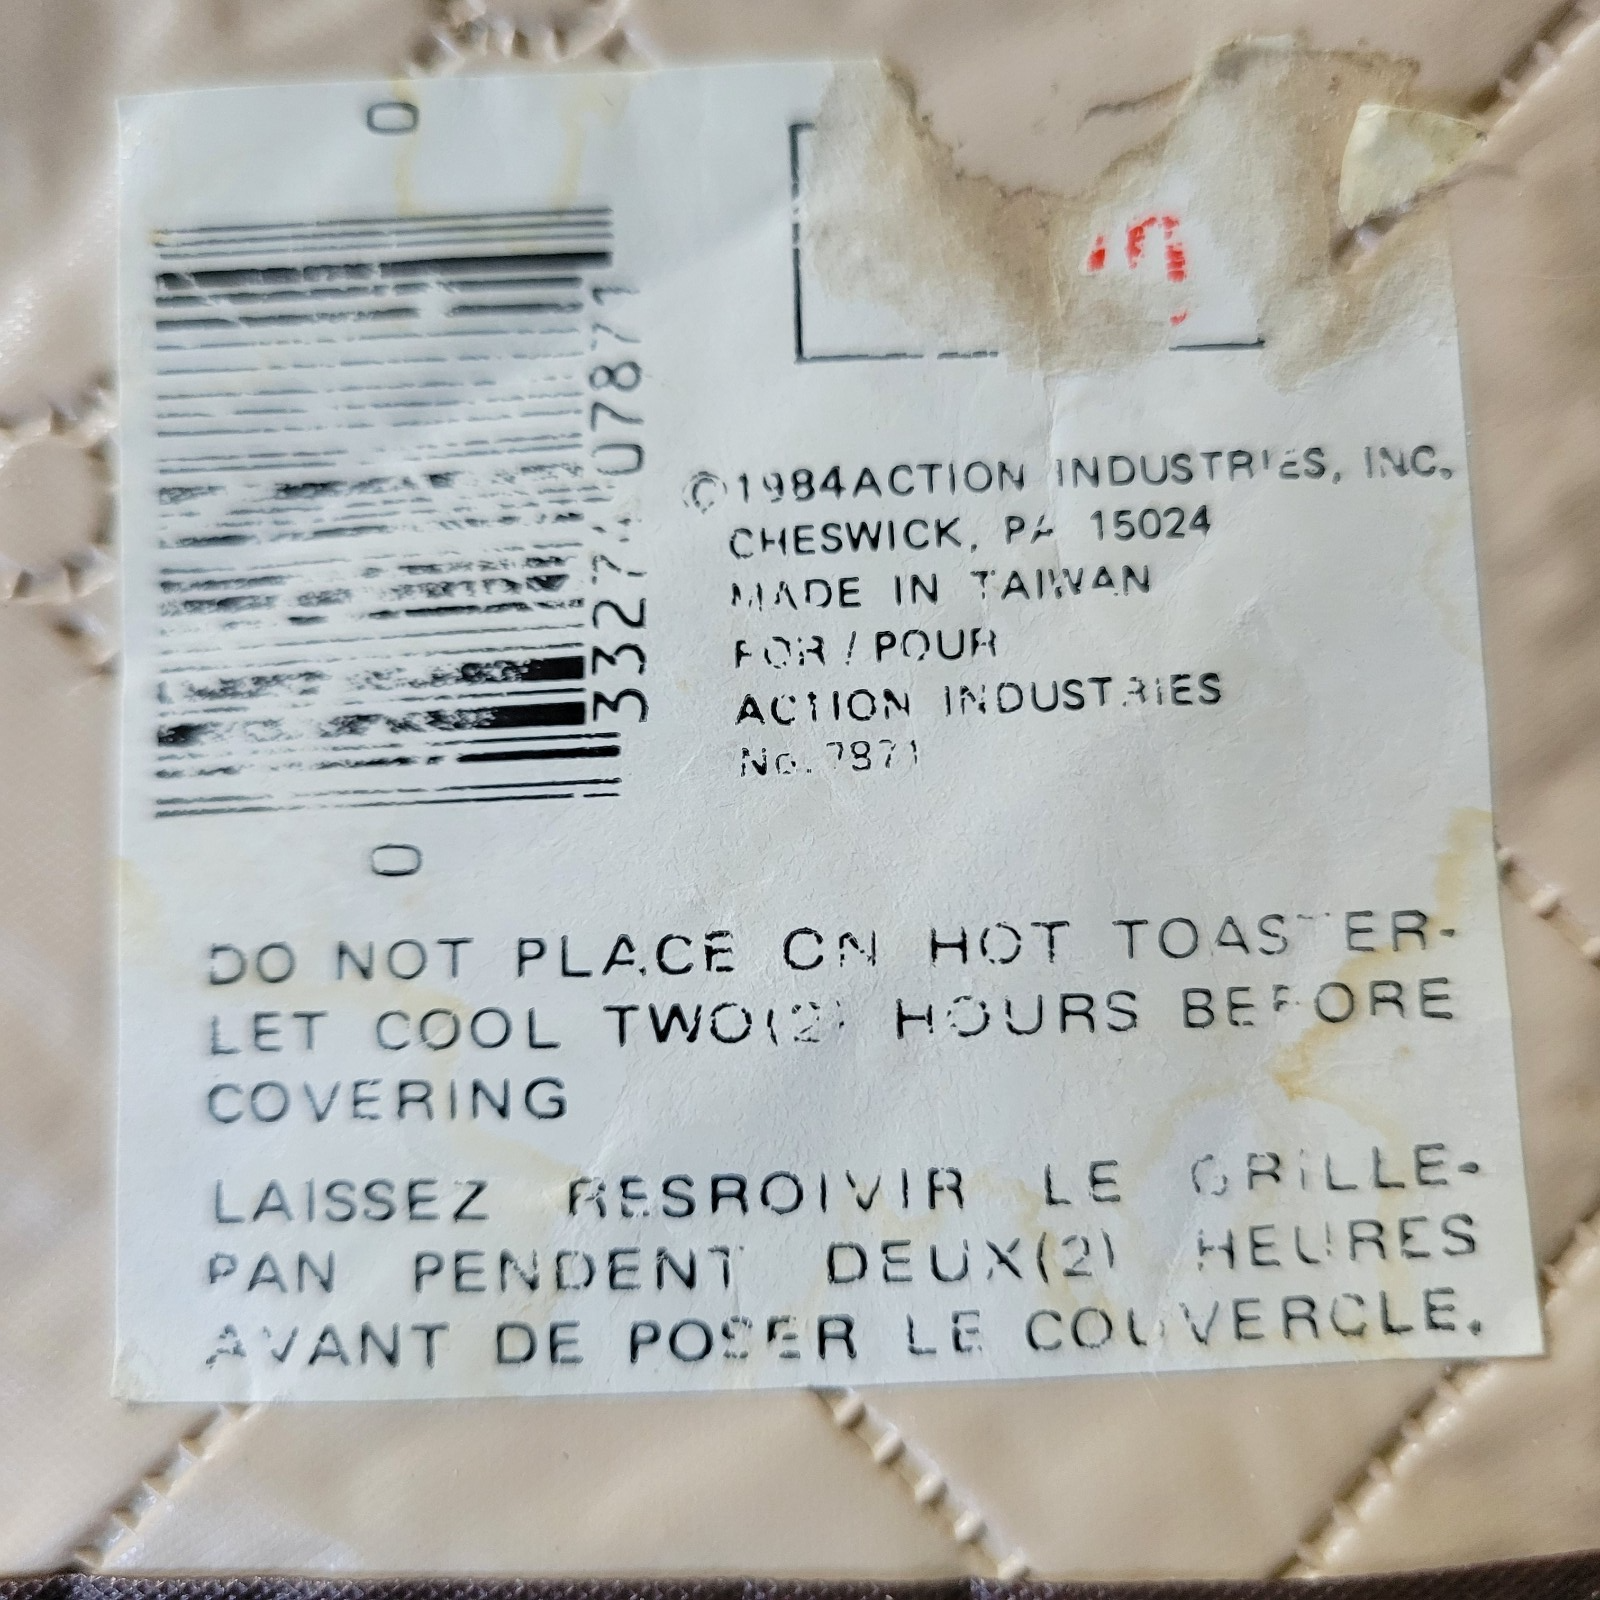 0
33274 07871
0
©1984 ACTION INDUSTRIES, INC.
CHESWICK, PA 15024
MADE IN TAIWAN
FOR / POUR
ACTION INDUSTRIES
No. 7871
DO NOT PLACE ON HOT TOASTER-
LET COOL TWO(2) HOURS BEFORE
COVERING
LAISSEZ RESROIVIR LE GRILLE-
PAN PENDENT DEUX(2) HEURES
AVANT DE POSER LE COUVERCLE.